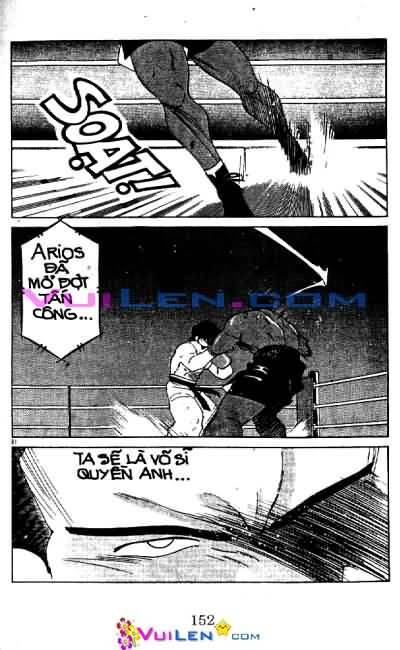 SOẠT!
ARIOS
ĐÃ
MỞ ĐỢT
TẤN
CÔNG...
VUILEN.COM
81
TA SẼ LÀ VÕ SĨ
QUYỀN ANH...
152
VUILEN.COM